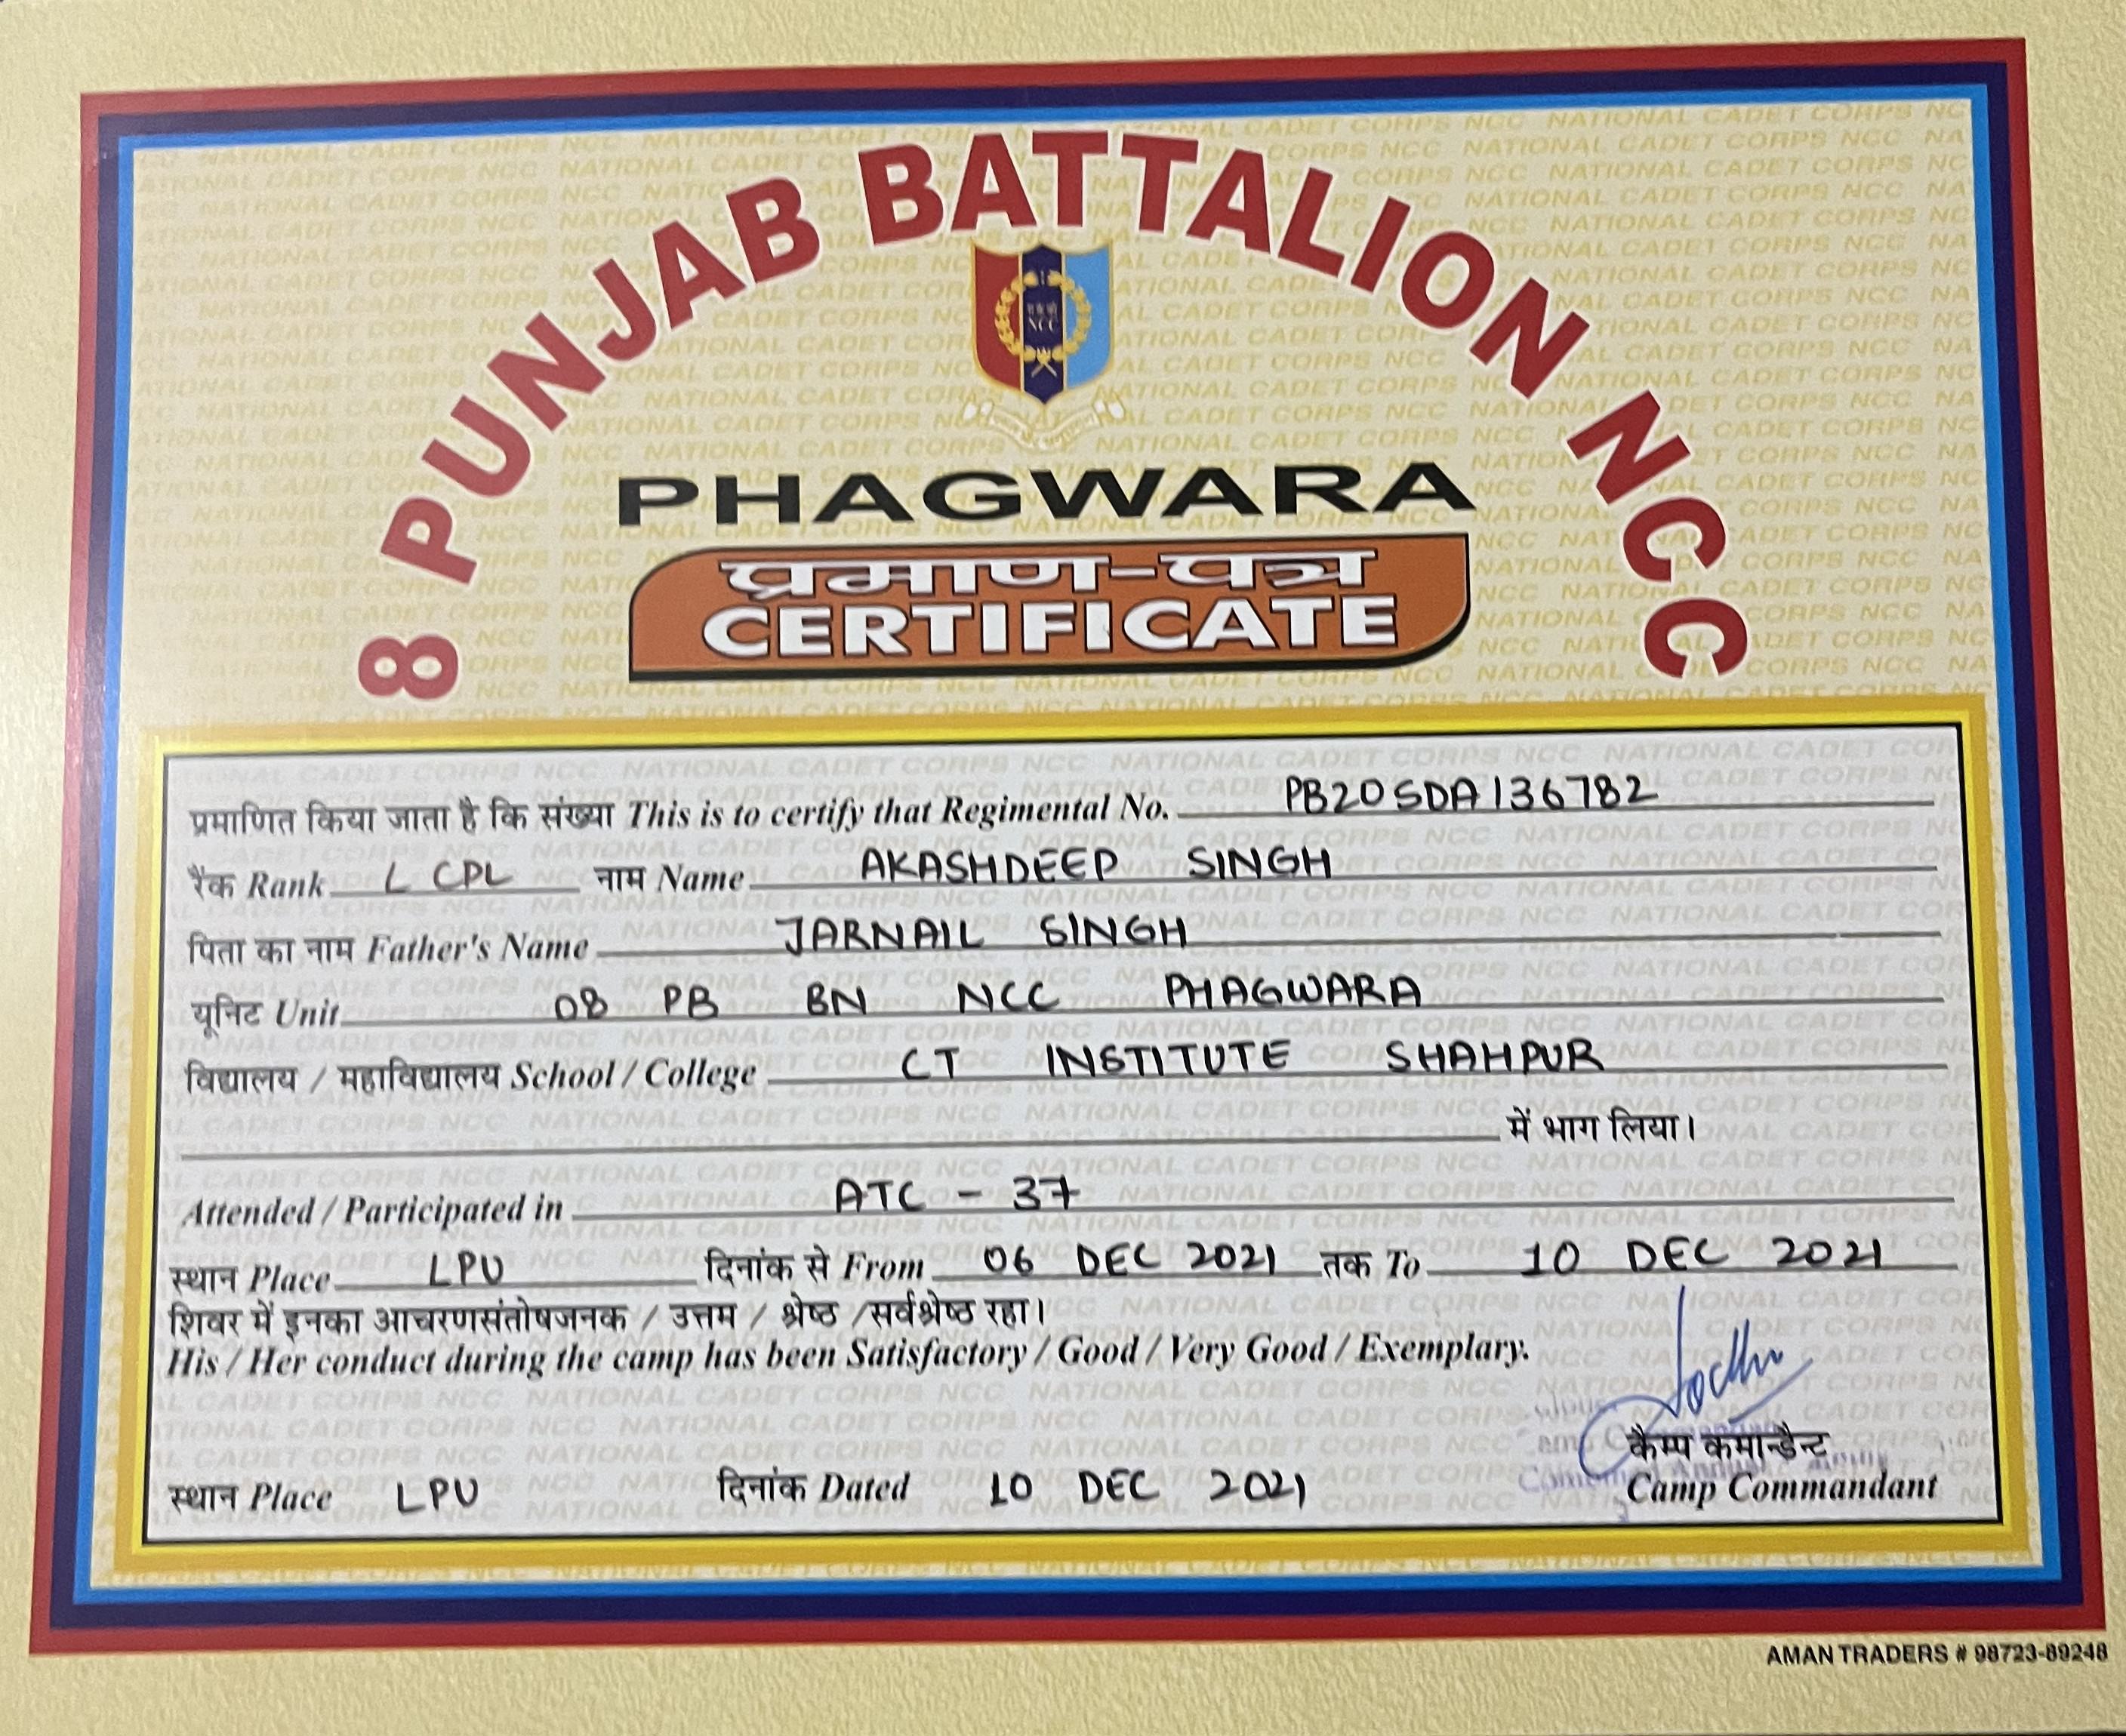 8 PUNJAB BATTALION NCC
NCC
PHAGWARA
प्रमाण-पत्र
CERTIFICATE
प्रमाणित किया जाता है कि संख्या This is to certify that Regimental No. PB20SDA136782
रैंक Rank L CPL नाम Name AKASHDEEP SINGH
पिता का नाम Father's Name JARNAIL SINGH
यूनिट Unit 08 PB BN NCC PHAGWARA
विद्यालय / महाविद्यालय School / College CT INSTITUTE SHAHPUR
में भाग लिया।
Attended / Participated in ATC - 37
स्थान Place LPU दिनांक से From 06 DEC 2021 तक To 10 DEC 2021
शिवर में इनका आचरणसंतोषजनक / उत्तम / श्रेष्ठ /सर्वश्रेष्ठ रहा।
His / Her conduct during the camp has been Satisfactory / Good / Very Good / Exemplary.
कैम्प कमान्डैन्ट
स्थान Place LPU दिनांक Dated 10 DEC 2021 Camp Commandant
AMAN TRADERS # 98723-89248